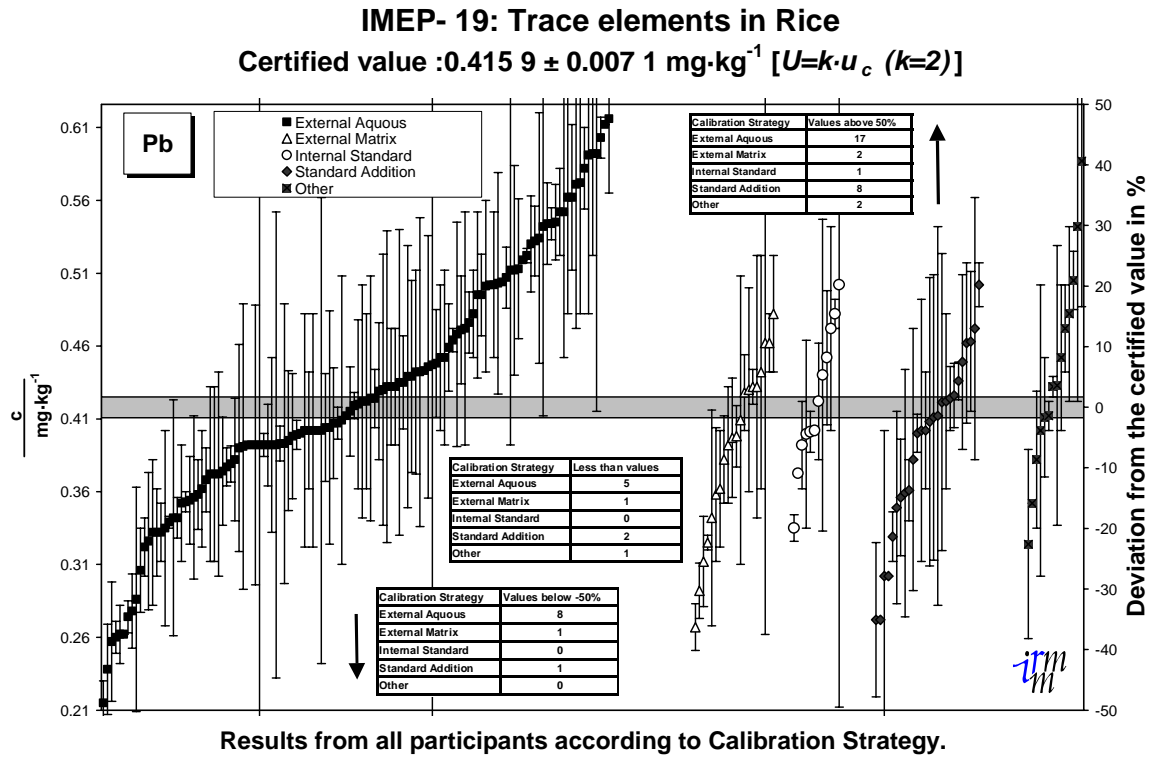 IMEP- 19: Trace elements in Rice
Certified value :0.415 9 ± 0.007 1 mg·kg⁻¹ [U=k·u c (k=2)]
Pb
External Aquous
External Matrix
Internal Standard
Standard Addition
Other
Calibration Strategy Values above 50%
External Aquous 17
External Matrix 2
Internal Standard 1
Standard Addition 8
Other 2
Calibration Strategy Less than values
External Aquous 5
External Matrix 1
Internal Standard 0
Standard Addition 2
Other 1
Calibration Strategy Values below -50%
External Aquous 8
External Matrix 1
Internal Standard 0
Standard Addition 1
Other 0
0.61
0.56
0.51
0.46
0.41
0.36
0.31
0.26
0.21
c
mg·kg⁻¹
50
40
30
20
10
0
-10
-20
-30
-40
-50
Deviation from the certified value in %
irmm
Results from all participants according to Calibration Strategy.